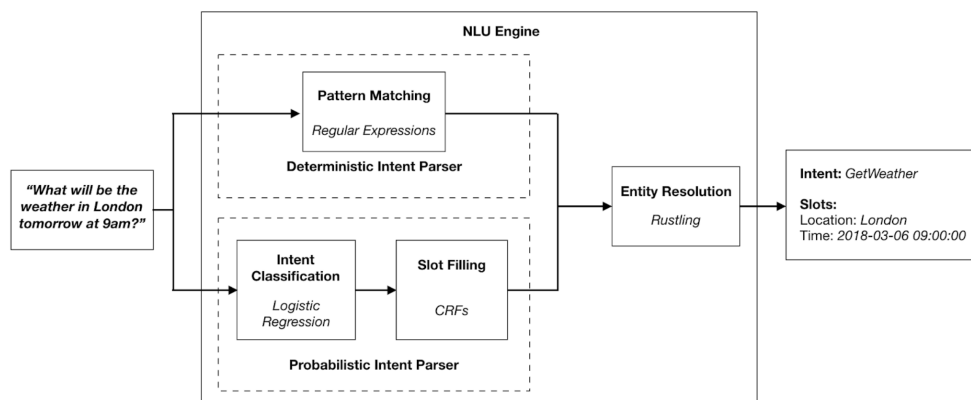 NLU Engine
Pattern Matching
Regular Expressions
Deterministic Intent Parser
“What will be the
weather in London
tomorrow at 9am?”
Intent
Classification
Logistic
Regression
Slot Filling
CRFs
Probabilistic Intent Parser
Entity Resolution
Rustling
Intent: GetWeather
Slots:
Location: London
Time: 2018-03-06 09:00:00